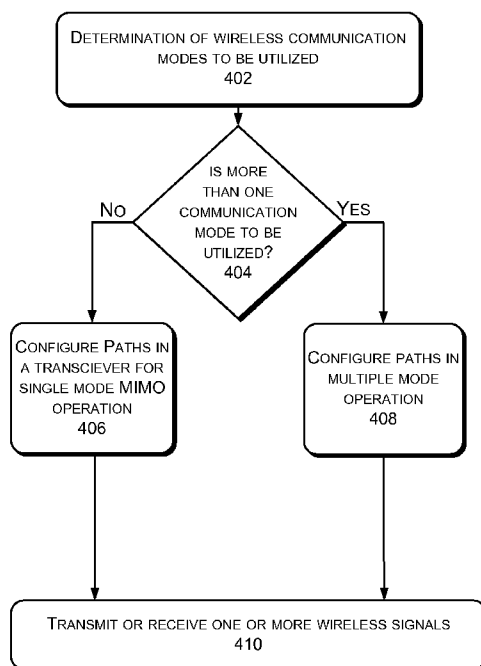 DETERMINATION OF WIRELESS COMMUNICATION
MODES TO BE UTILIZED
402
IS MORE
THAN ONE
COMMUNICATION
MODE TO BE
UTILIZED?
404
NO
YES
CONFIGURE PATHS IN
A TRANSCIEVER FOR
SINGLE MODE MIMO
OPERATION
406
CONFIGURE PATHS IN
MULTIPLE MODE
OPERATION
408
TRANSMIT OR RECEIVE ONE OR MORE WIRELESS SIGNALS
410